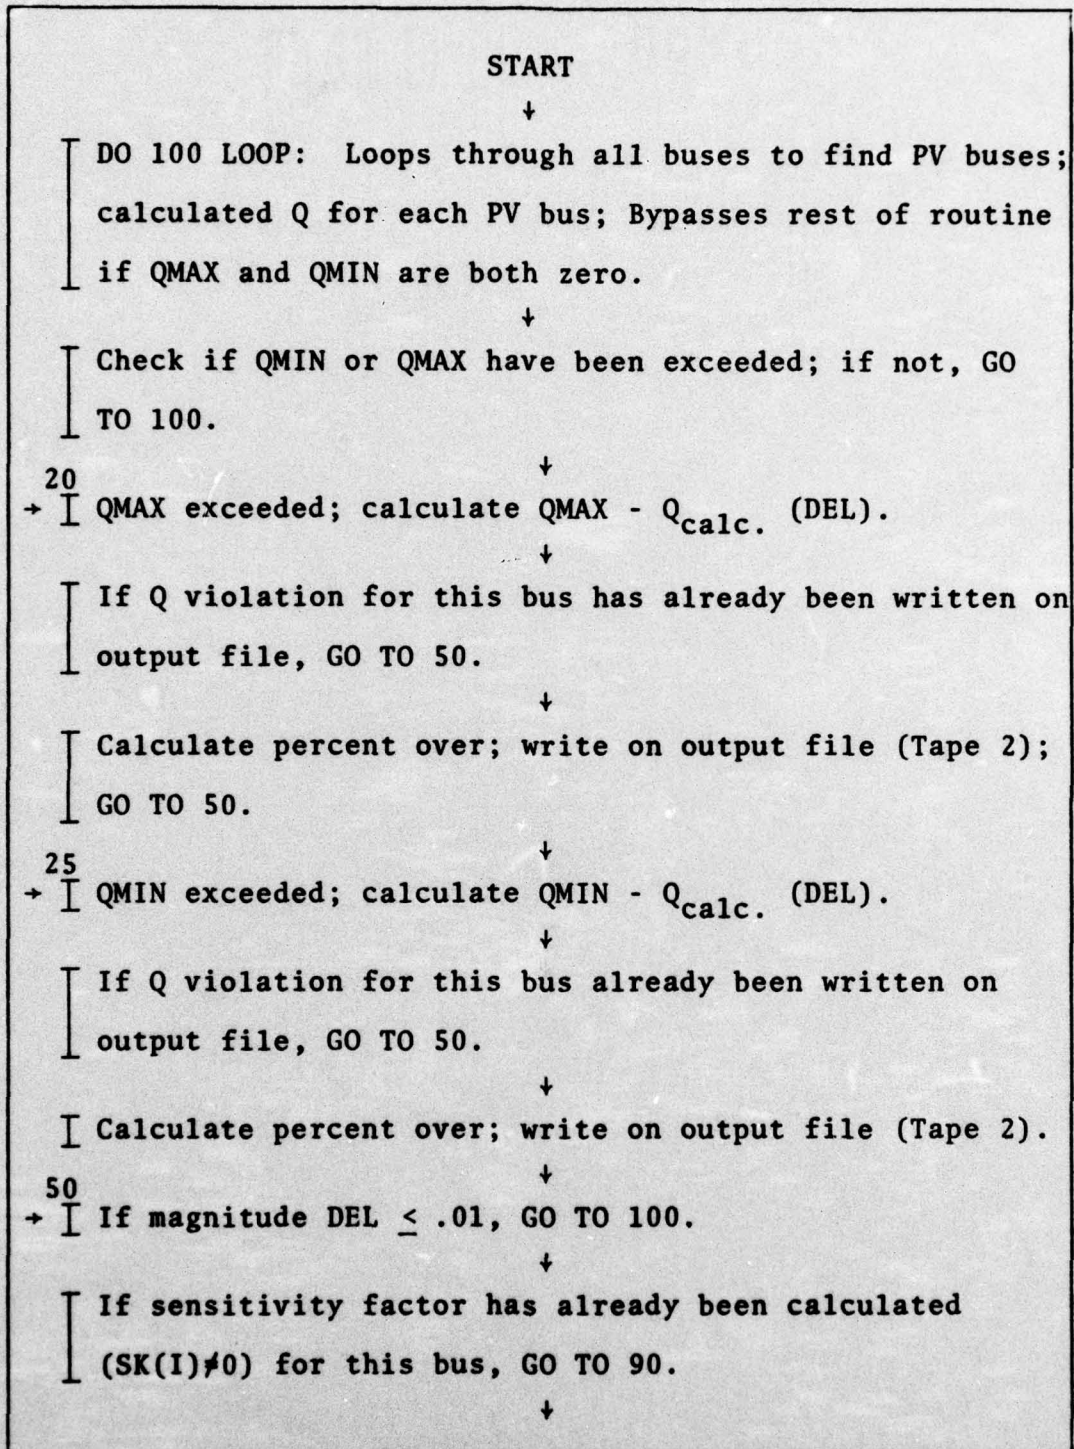 START
↓
DO 100 LOOP: Loops through all buses to find PV buses;
calculated Q for each PV bus; Bypasses rest of routine
if QMAX and QMIN are both zero.
↓
Check if QMIN or QMAX have been exceeded; if not, GO
TO 100.
↓
20
→ QMAX exceeded; calculate QMAX - Qcalc. (DEL).
↓
If Q violation for this bus has already been written on
output file, GO TO 50.
↓
Calculate percent over; write on output file (Tape 2);
GO TO 50.
↓
25
→ QMIN exceeded; calculate QMIN - Qcalc. (DEL).
↓
If Q violation for this bus already been written on
output file, GO TO 50.
↓
Calculate percent over; write on output file (Tape 2).
↓
50
→ If magnitude DEL ≤ .01, GO TO 100.
↓
If sensitivity factor has already been calculated
(SK(I)≠0) for this bus, GO TO 90.
↓